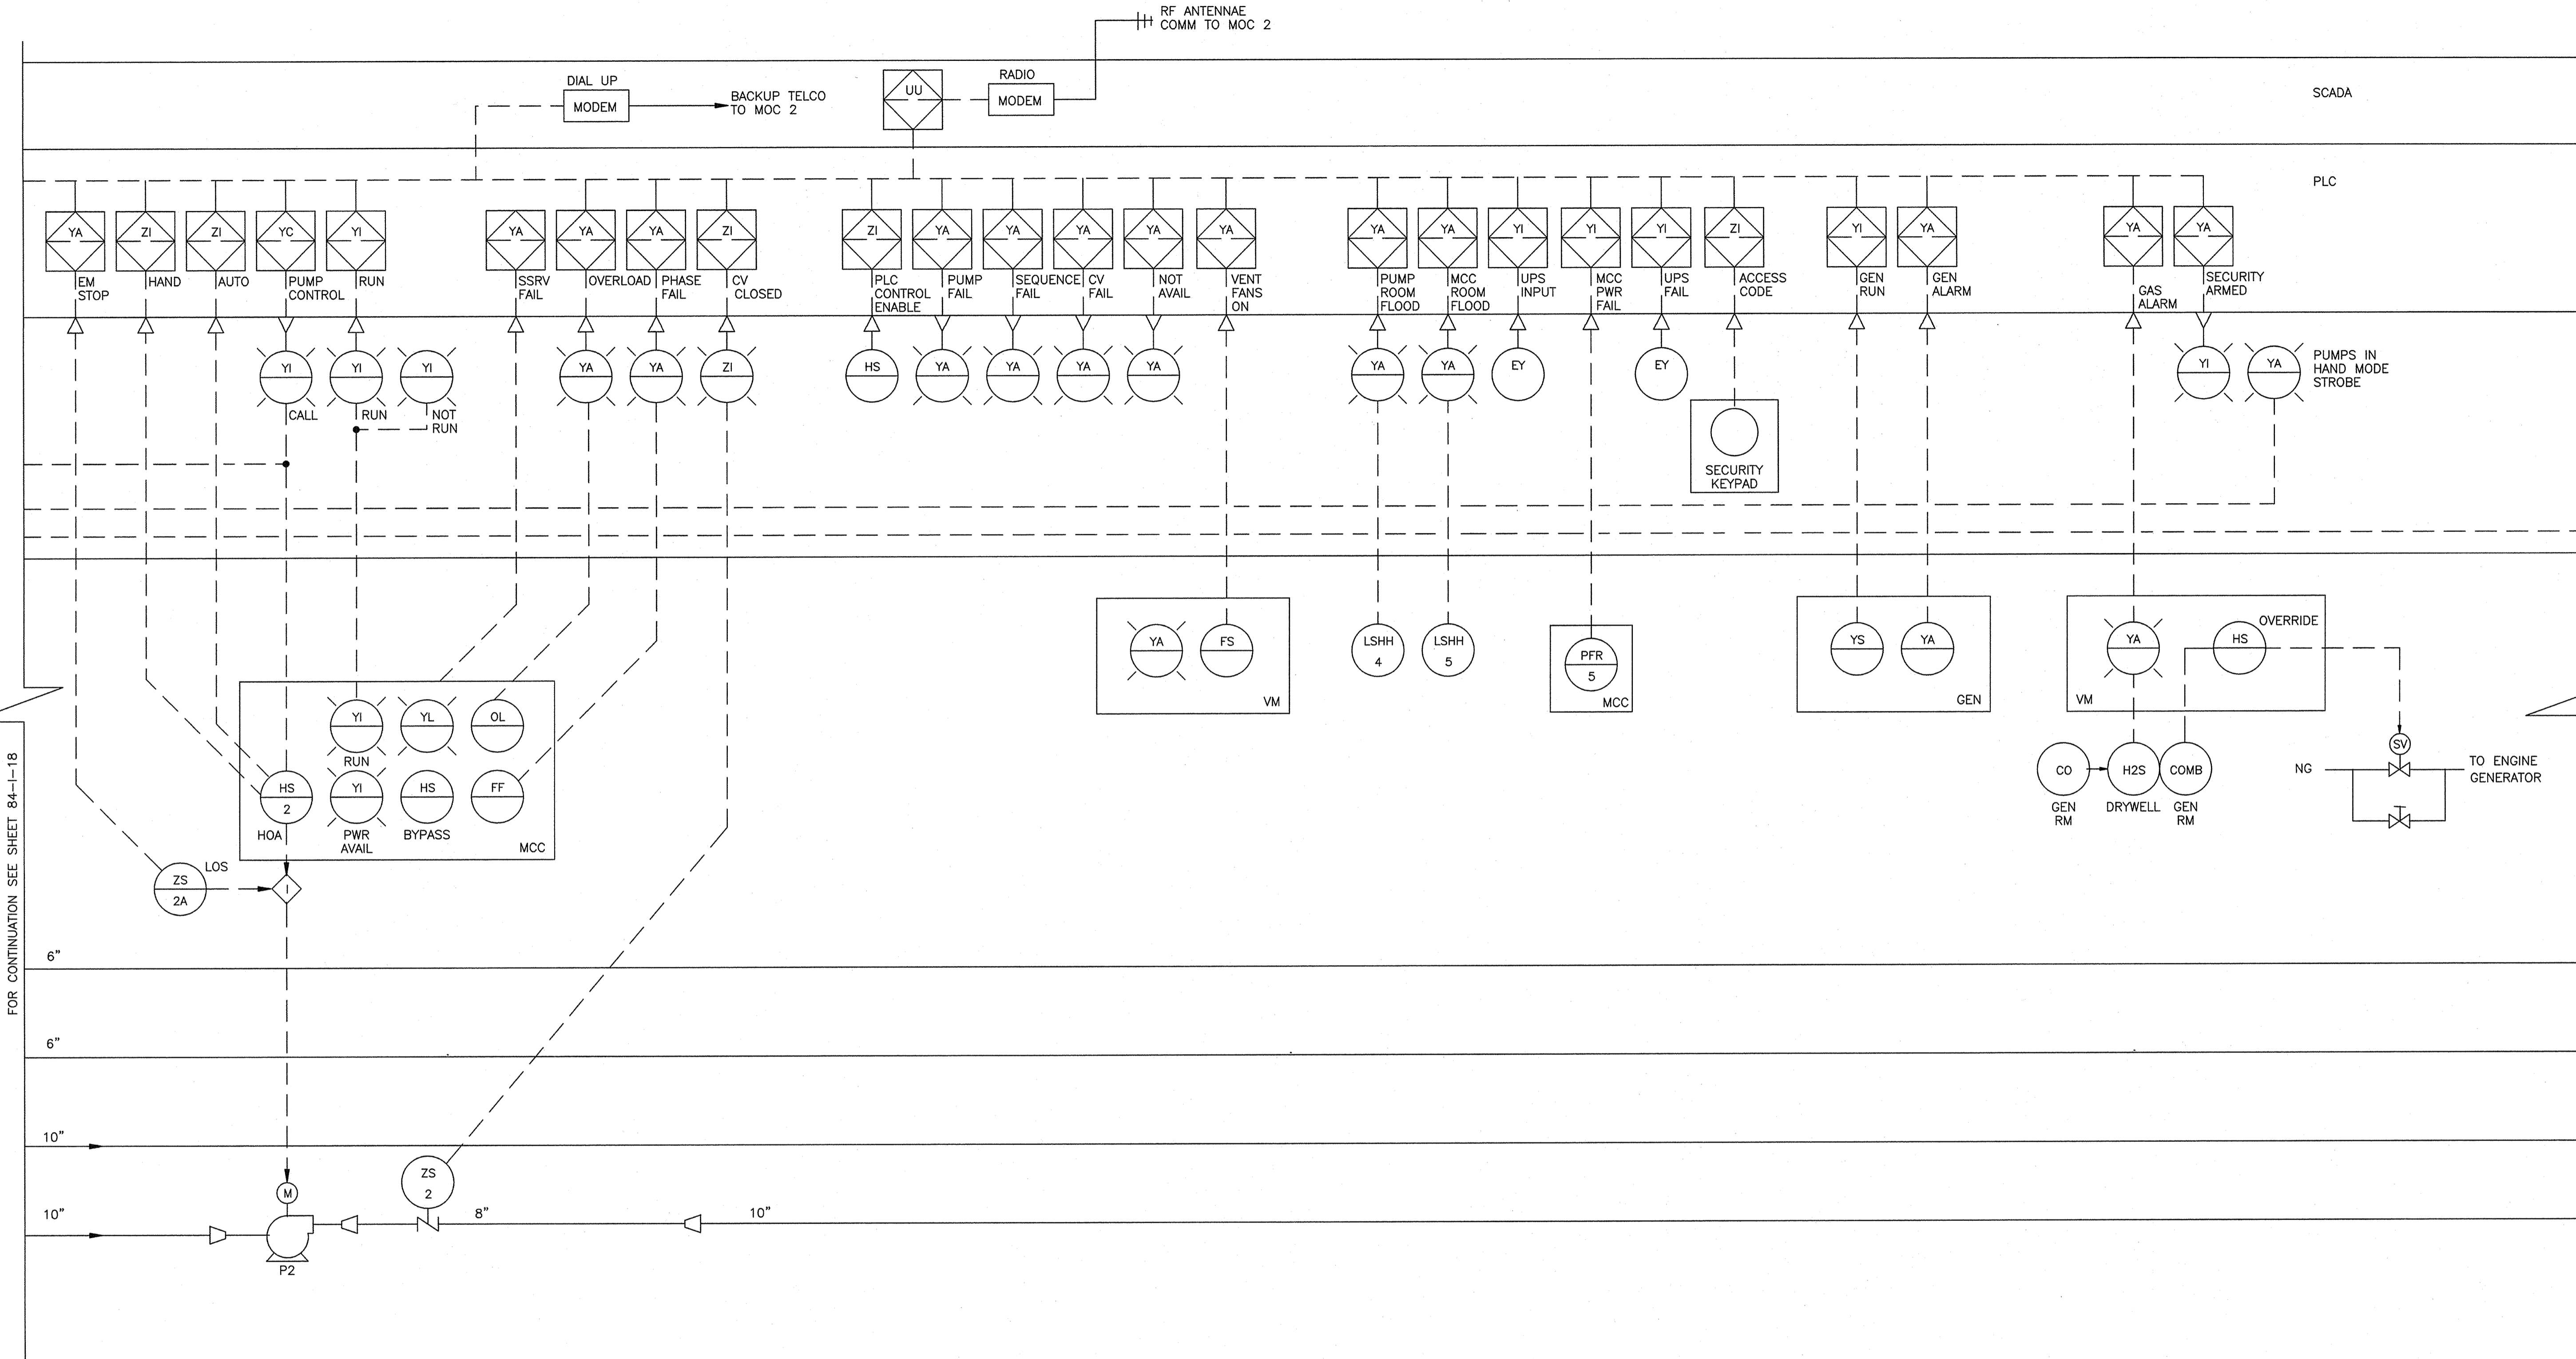 RF ANTENNAE
COMM TO MOC 2
DIAL UP
MODEM
BACKUP TELCO
TO MOC 2
UU
RADIO
MODEM
SCADA
PLC
YA
ZI
ZI
YC
YI
YA
YA
YA
ZI
ZI
YA
YA
YA
YA
YA
YA
YA
YI
YI
YI
ZI
YI
YA
YA
YA
EM
STOP
HAND
AUTO
PUMP
CONTROL
RUN
SSRV
FAIL
OVERLOAD
PHASE
FAIL
CV
CLOSED
PLC
CONTROL
ENABLE
PUMP
FAIL
SEQUENCE
FAIL
CV
FAIL
NOT
AVAIL
VENT
FANS
ON
PUMP
ROOM
FLOOD
MCC
ROOM
FLOOD
UPS
INPUT
MCC
PWR
FAIL
UPS
FAIL
ACCESS
CODE
GEN
RUN
GEN
ALARM
GAS
ALARM
SECURITY
ARMED
YI
CALL
YI
RUN
YI
NOT
RUN
YA
YA
ZI
HS
YA
YA
YA
YA
YA
YA
EY
EY
SECURITY
KEYPAD
YI
YA
PUMPS IN
HAND MODE
STROBE
YA
FS
VM
LSHH
4
LSHH
5
PFR
5
MCC
YS
YA
GEN
YA
HS
OVERRIDE
VM
YI
RUN
YL
OL
HS
2
HOA
YI
PWR
AVAIL
HS
BYPASS
FF
MCC
CO
GEN
RM
H2S
DRYWELL
COMB
GEN
RM
SV
NG
TO ENGINE
GENERATOR
ZS
2A
LOS
I
FOR CONTINUATION SEE SHEET 84-I-18
6"
6"
10"
10"
M
P2
ZS
2
8"
10"